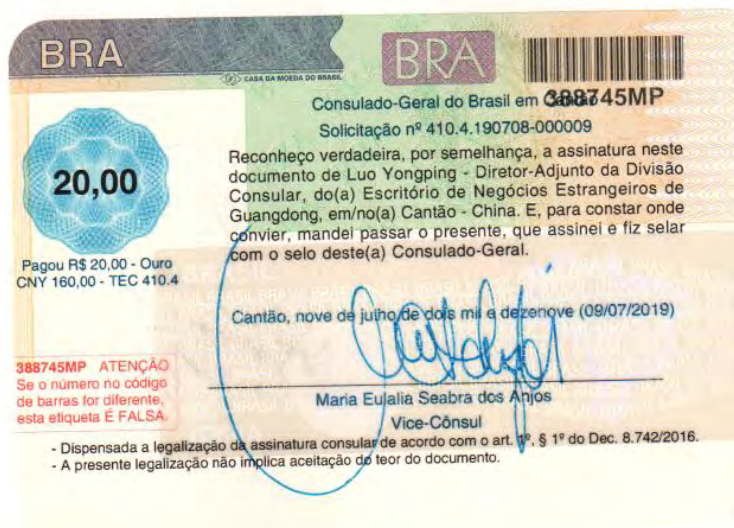 BRA
CASA DA MOEDA DO BRASIL
BRA
388745MP
Consulado-Geral do Brasil em Cantão
Solicitação nº 410.4.190708-000009
20,00
Reconheço verdadeira, por semelhança, a assinatura neste
documento de Luo Yongping - Diretor-Adjunto da Divisão
Consular, do(a) Escritório de Negócios Estrangeiros de
Guangdong, em/no(a) Cantão - China. E, para constar onde
convier, mandei passar o presente, que assinei e fiz selar
com o selo deste(a) Consulado-Geral.
Pagou R$ 20,00 - Ouro
CNY 160,00 - TEC 410.4
Cantão, nove de julho de dois mil e dezenove (09/07/2019)
388745MP ATENÇÃO
Se o número no código
de barras for diferente,
esta etiqueta É FALSA.
Maria Eulalia Seabra dos Anjos
Vice-Cônsul
- Dispensada a legalização da assinatura consular de acordo com o art. 1º, § 1º do Dec. 8.742/2016.
- A presente legalização não implica aceitação do teor do documento.